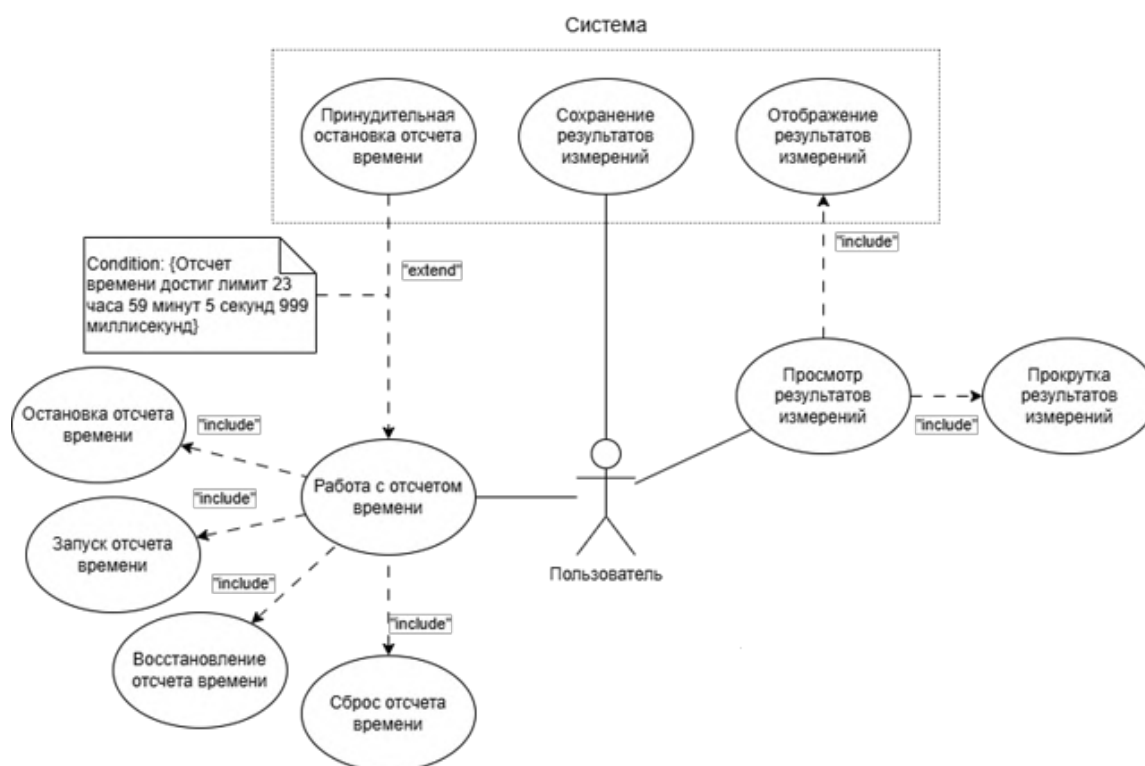 Система
Принудительная
остановка отсчета
времени
Сохранение
результатов
измерений
Отображение
результатов
измерений
"include"
"extend"
Condition: {Отсчет
времени достиг лимит 23
часа 59 минут 5 секунд 999
миллисекунд}
Просмотр
результатов
измерений
"include"
Прокрутка
результатов
измерений
Остановка отсчета
времени
"include"
Работа с отсчетом
времени
"include"
Запуск отсчета
времени
"include"
Пользователь
Восстановление
отсчета времени
"include"
Сброс отсчета
времени